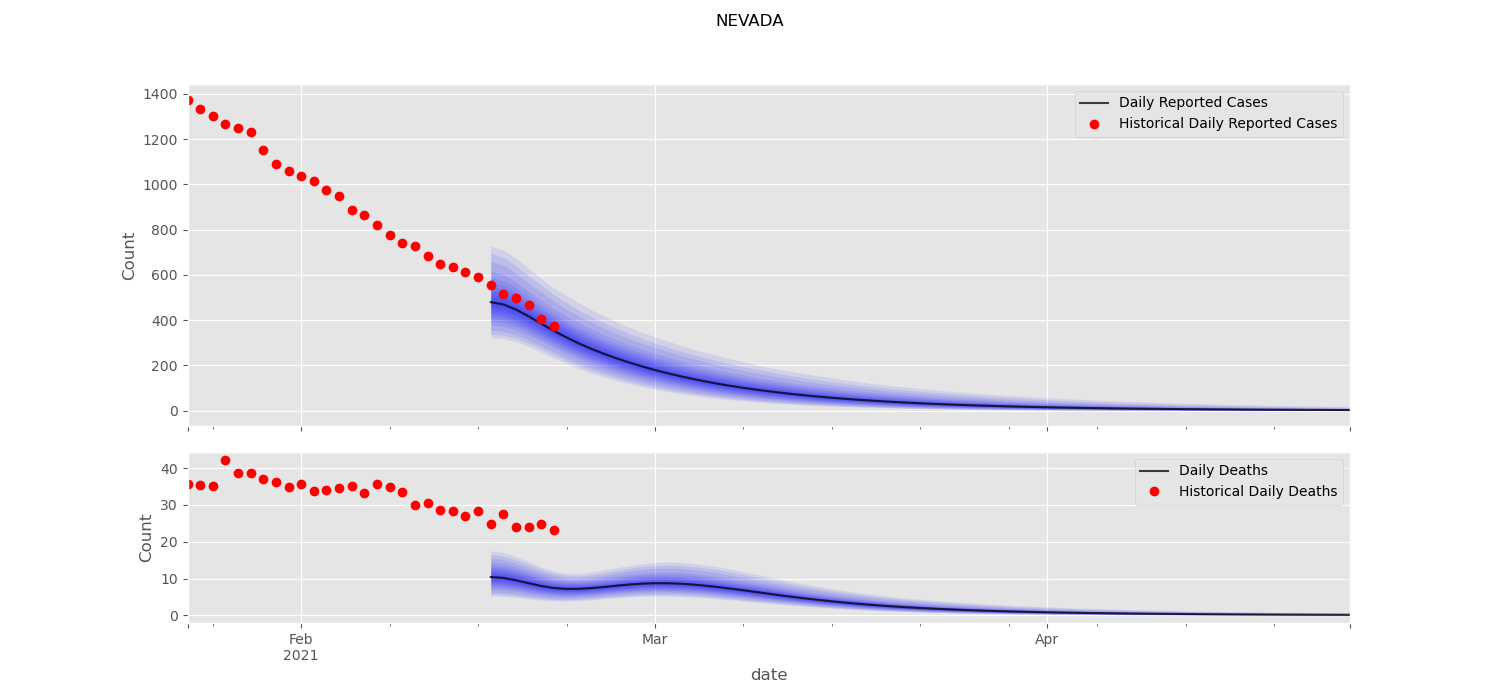 NEVADA
1400
1200
1000
800
600
400
200
0
Count
Daily Reported Cases
Historical Daily Reported Cases
40
30
20
10
0
Count
Daily Deaths
Historical Daily Deaths
Feb
2021
Mar
Apr
date